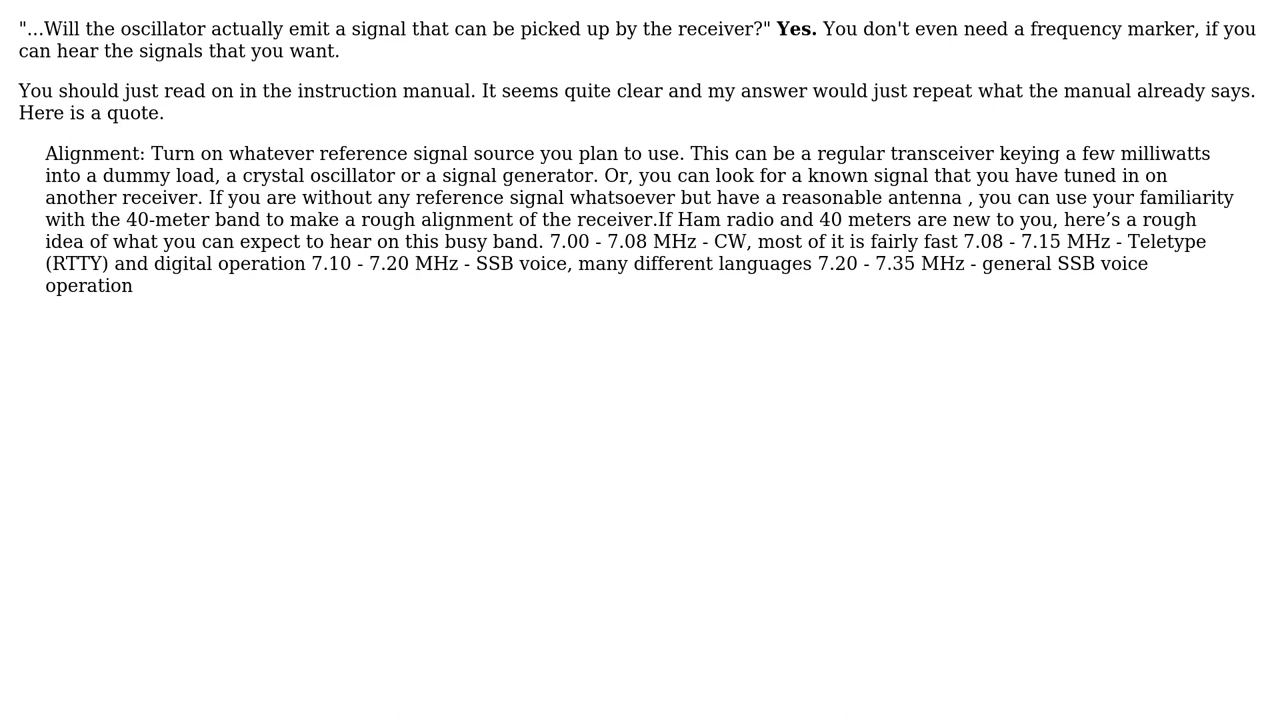 "...Will the oscillator actually emit a signal that can be picked up by the receiver?" Yes. You don't even need a frequency marker, if you
can hear the signals that you want.
You should just read on in the instruction manual. It seems quite clear and my answer would just repeat what the manual already says.
Here is a quote.
Alignment: Turn on whatever reference signal source you plan to use. This can be a regular transceiver keying a few milliwatts
into a dummy load, a crystal oscillator or a signal generator. Or, you can look for a known signal that you have tuned in on
another receiver. If you are without any reference signal whatsoever but have a reasonable antenna , you can use your familiarity
with the 40-meter band to make a rough alignment of the receiver.If Ham radio and 40 meters are new to you, here’s a rough
idea of what you can expect to hear on this busy band. 7.00 - 7.08 MHz - CW, most of it is fairly fast 7.08 - 7.15 MHz - Teletype
(RTTY) and digital operation 7.10 - 7.20 MHz - SSB voice, many different languages 7.20 - 7.35 MHz - general SSB voice
operation